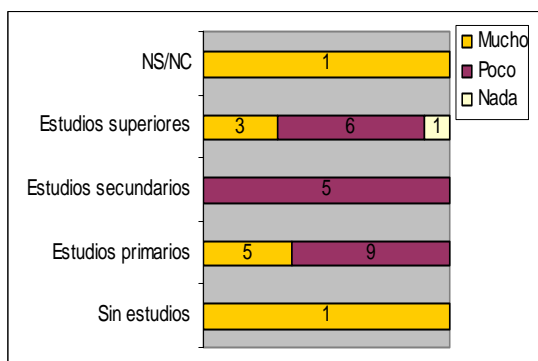 Mucho
Poco
Nada
NS/NC 1
Estudios superiores 3 6 1
Estudios secundarios 5
Estudios primarios 5 9
Sin estudios 1